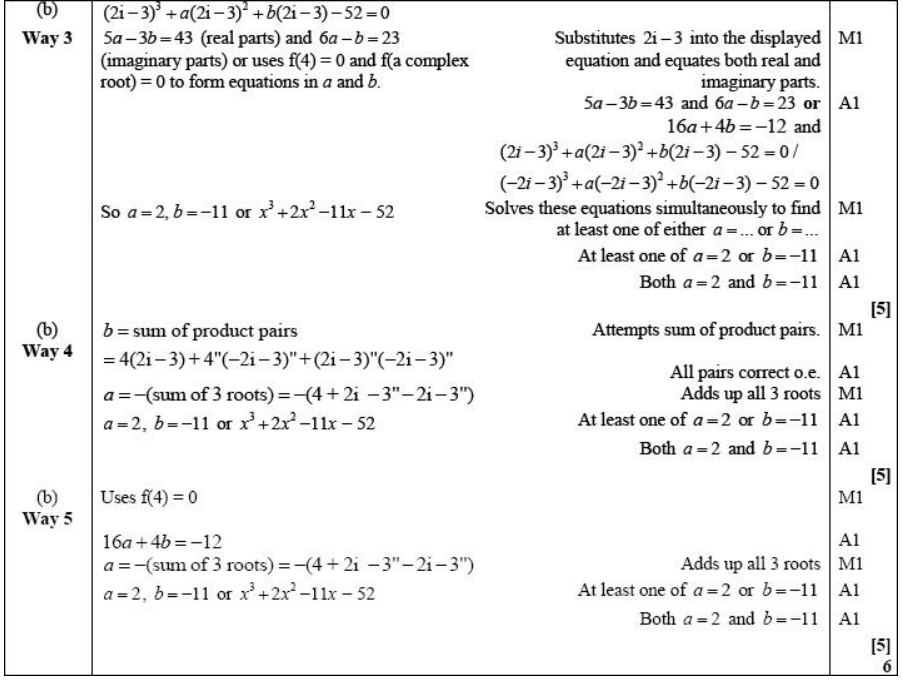 (b) (2i−3)³ + a(2i−3)² + b(2i−3) − 52 = 0
Way 3 5a−3b = 43 (real parts) and 6a−b = 23 Substitutes 2i−3 into the displayed M1
(imaginary parts) or uses f(4) = 0 and f(a complex equation and equates both real and
root) = 0 to form equations in a and b. imaginary parts.
5a−3b = 43 and 6a−b = 23 or A1
16a+4b = −12 and
(2i−3)³ + a(2i−3)² + b(2i−3) − 52 = 0 /
(−2i−3)³ + a(−2i−3)² + b(−2i−3) − 52 = 0
So a = 2, b = −11 or x³+2x²−11x − 52 Solves these equations simultaneously to find M1
at least one of either a = ... or b = ...
At least one of a = 2 or b = −11 A1
Both a = 2 and b = −11 A1
[5]
(b) b = sum of product pairs Attempts sum of product pairs. M1
Way 4 = 4(2i−3)+4"(−2i−3)"+(2i−3)"(−2i−3)"
All pairs correct o.e. A1
a = −(sum of 3 roots) = −(4 + 2i −3"−2i−3") Adds up all 3 roots M1
a = 2, b = −11 or x³+2x²−11x − 52 At least one of a = 2 or b = −11 A1
Both a = 2 and b = −11 A1
[5]
(b) Uses f(4) = 0 M1
Way 5
16a+4b = −12 A1
a = −(sum of 3 roots) = −(4 + 2i −3"−2i−3") Adds up all 3 roots M1
a = 2, b = −11 or x³+2x²−11x − 52 At least one of a = 2 or b = −11 A1
Both a = 2 and b = −11 A1
[5]
6